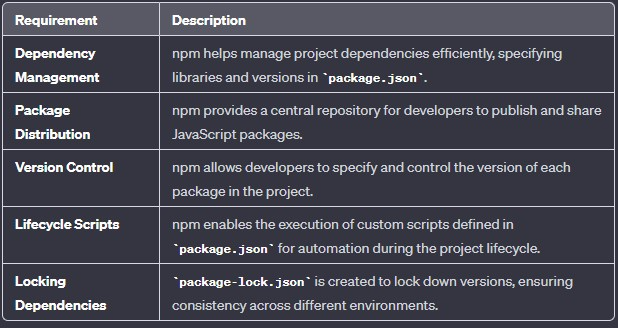 Requirement Description
Dependency npm helps manage project dependencies efficiently, specifying
Management libraries and versions in `package.json`.
Package npm provides a central repository for developers to publish and share
Distribution JavaScript packages.
Version Control npm allows developers to specify and control the version of each
package in the project.
Lifecycle Scripts npm enables the execution of custom scripts defined in
`package.json` for automation during the project lifecycle.
Locking `package-lock.json` is created to lock down versions, ensuring
Dependencies consistency across different environments.